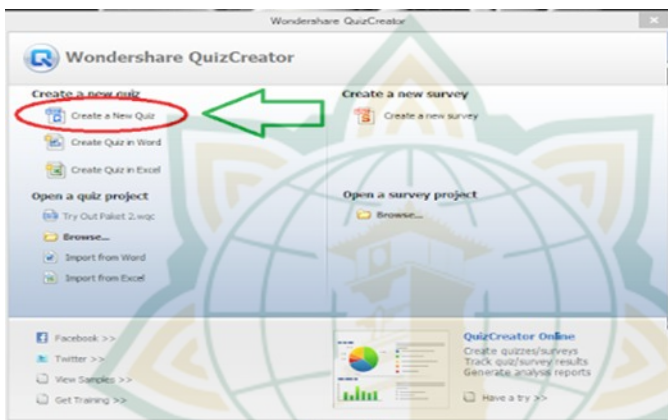 Wondershare QuizCreator
Wondershare QuizCreator
Create a new quiz
Create a New Quiz
Create Quiz in Word
Create Quiz in Excel
Open a quiz project
Try Out Paket 2.wqc
Browse...
Import from Word
Import from Excel
Create a new survey
Create a new survey
Open a survey project
Browse...
Facebook >>
Twitter >>
View Samples >>
Get Training >>
QuizCreator Online
Create quizzes/surveys
Track quiz/survey results
Generate analysis reports
Have a try >>